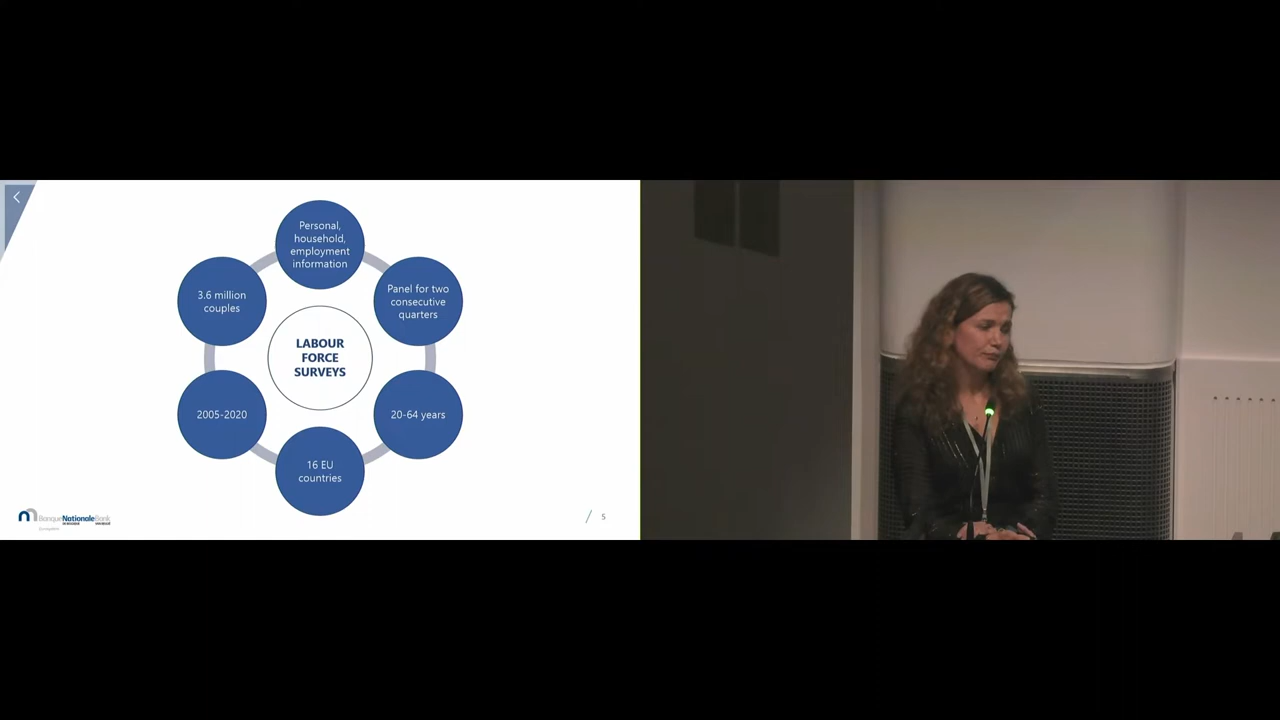 Personal,
household,
employment
information
Panel for two
consecutive
quarters
20-64 years
16 EU
countries
2005-2020
3.6 million
couples
LABOUR
FORCE
SURVEYS
BanqueNationaleBank
Eurosystem
5